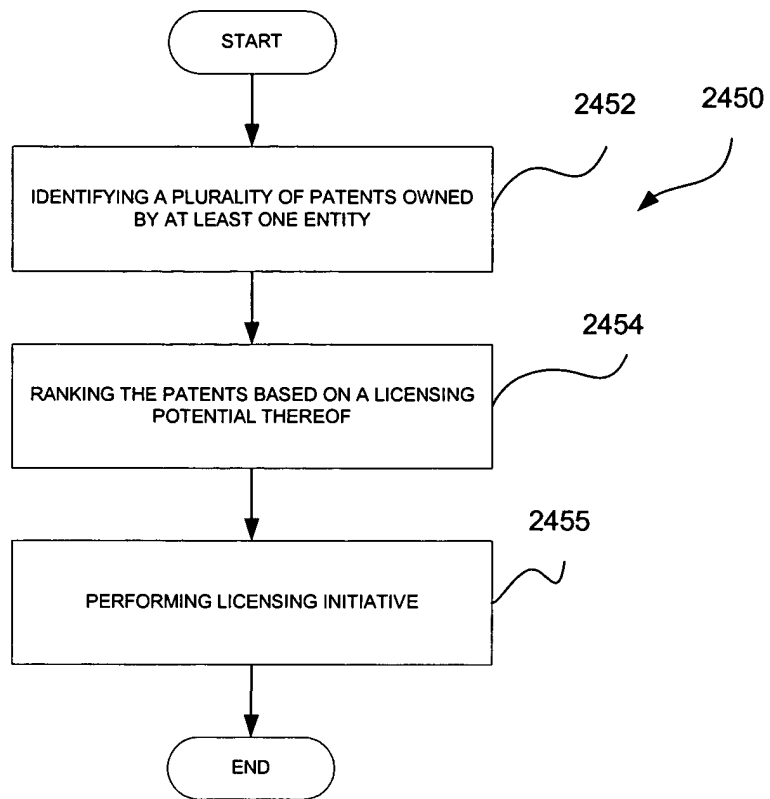 START
2452
2450
IDENTIFYING A PLURALITY OF PATENTS OWNED
BY AT LEAST ONE ENTITY
2454
RANKING THE PATENTS BASED ON A LICENSING
POTENTIAL THEREOF
2455
PERFORMING LICENSING INITIATIVE
END